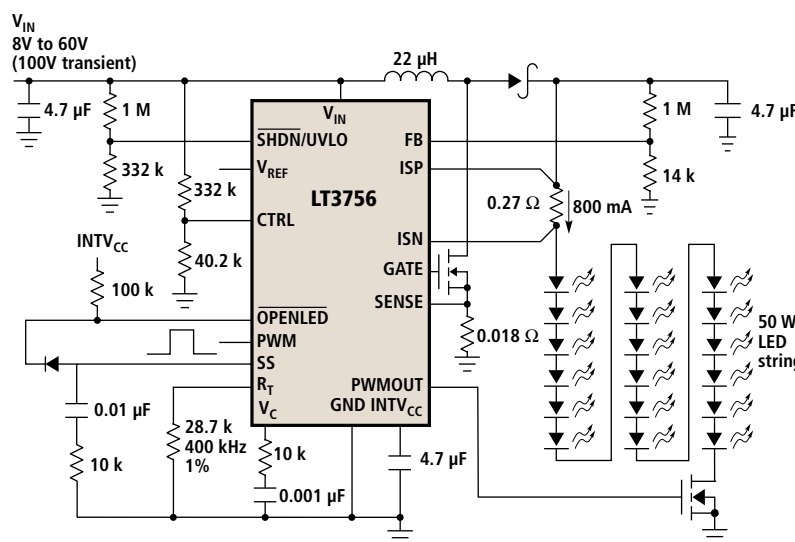 V_IN
8V to 60V
(100V transient)
22 µH
4.7 µF
1 M
V_IN
1 M
4.7 µF
SHDN/UVLO
FB
332 k
V_REF
ISP
14 k
332 k
LT3756
0.27 Ω
800 mA
CTRL
ISN
INTV_CC
40.2 k
GATE
100 k
SENSE
OPENLED
0.018 Ω
50 W
LED
string
PWM
SS
R_T
PWMOUT
0.01 µF
V_C
GND INTV_CC
28.7 k
400 kHz
1%
10 k
10 k
4.7 µF
0.001 µF